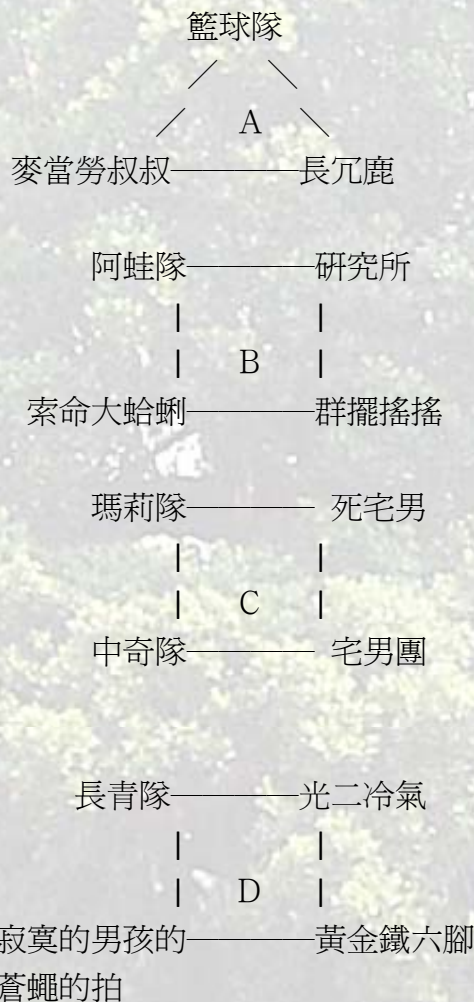 籃球隊
A
麥當勞叔叔————長冗鹿
阿蛙隊————研究所
B
索命大蛤蜊————群擺搖搖
瑪莉隊———— 死宅男
C
中奇隊———— 宅男團
長青隊————光二冷氣
D
寂寞的男孩的————黃金鐵六腳
蒼蠅的拍